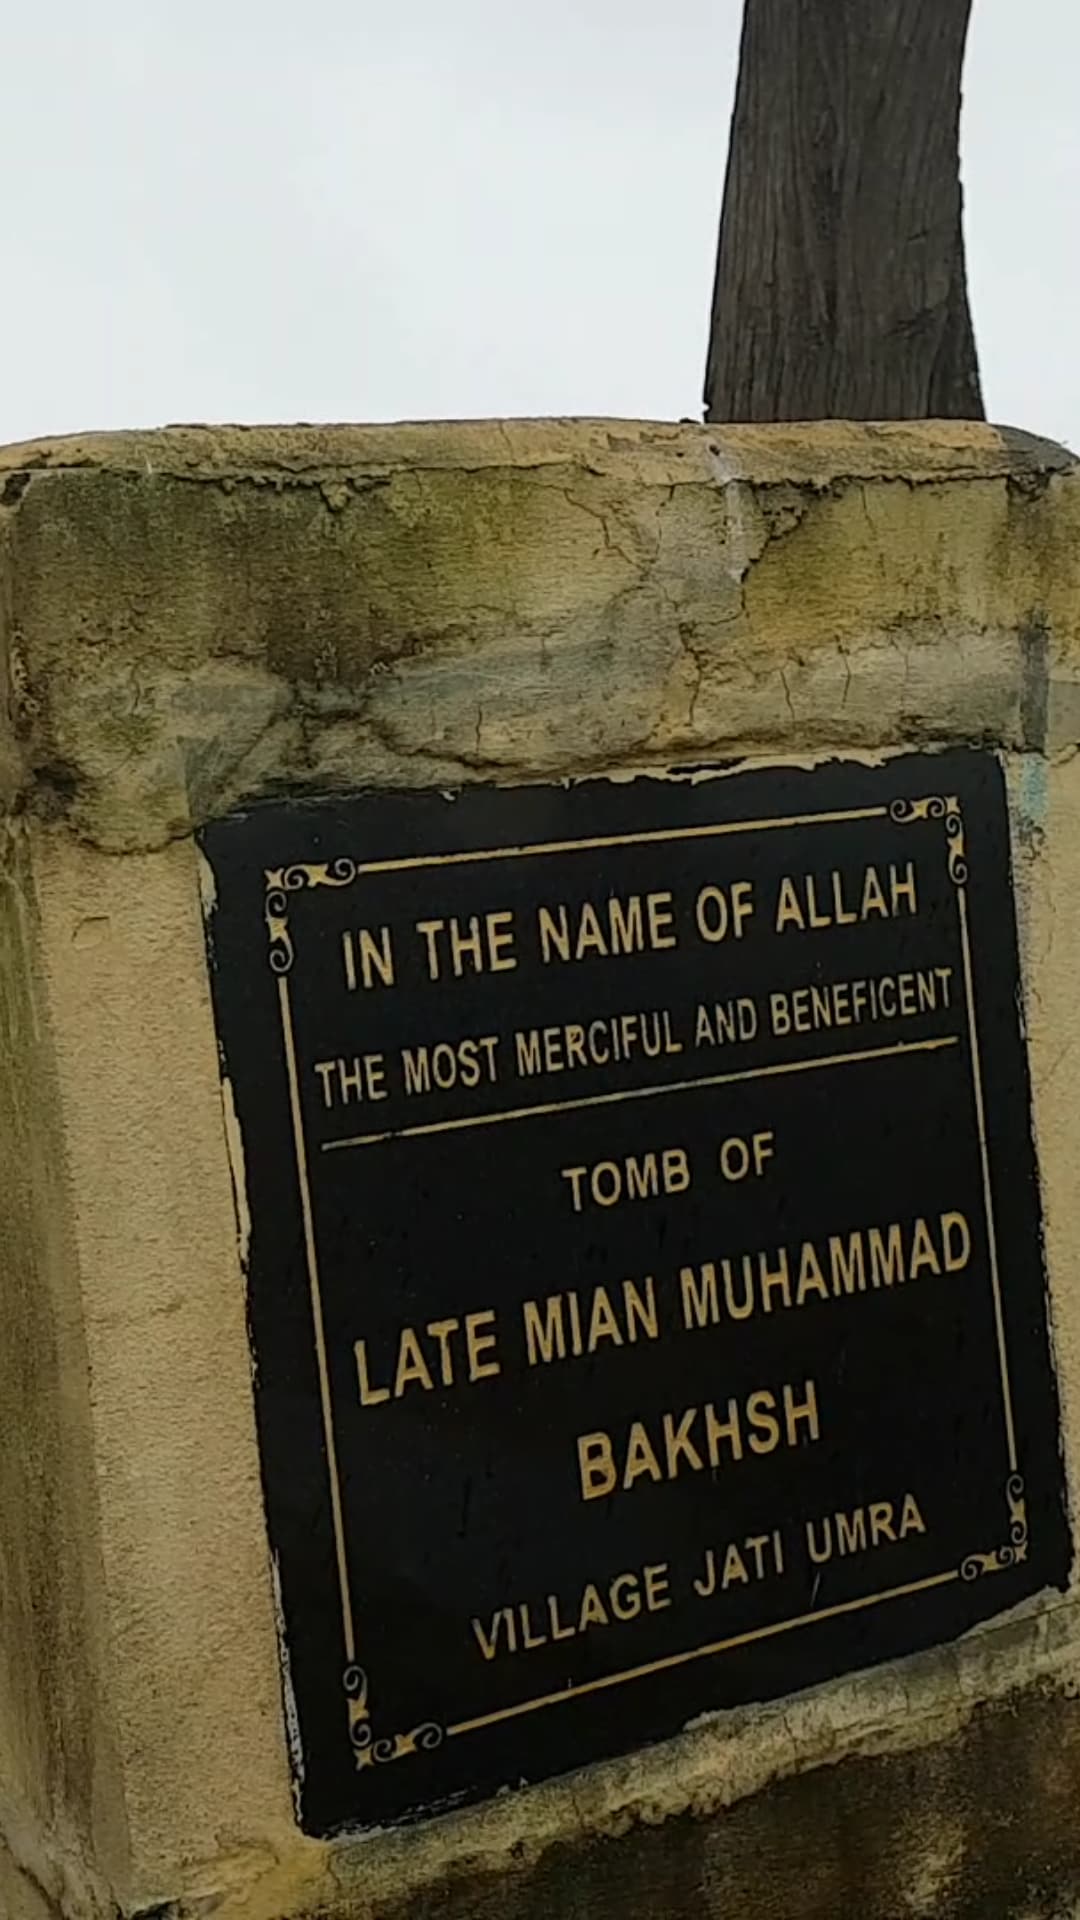 IN THE NAME OF ALLAH
THE MOST MERCIFUL AND BENEFICENT
TOMB OF
LATE MIAN MUHAMMAD
BAKHSH
VILLAGE JATI UMRA